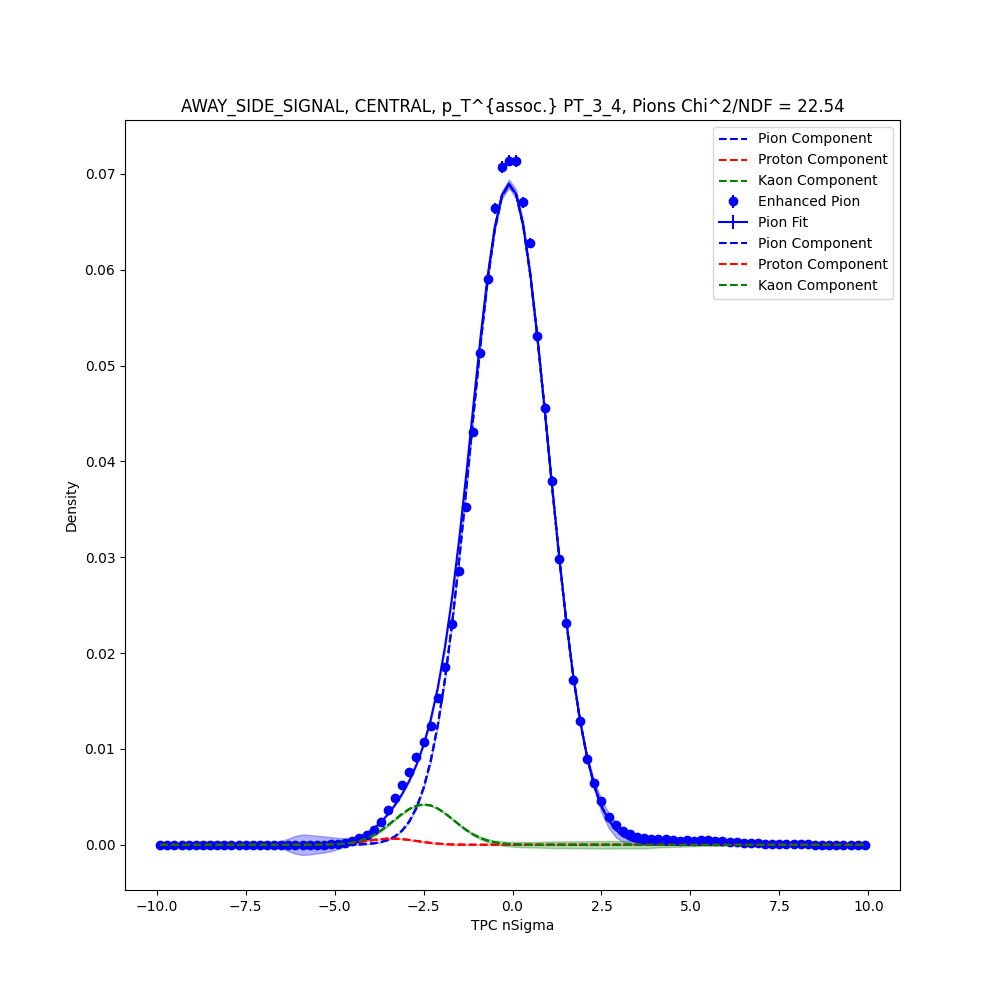 AWAY_SIDE_SIGNAL, CENTRAL, p_T^{assoc.} PT_3_4, Pions Chi^2/NDF = 22.54
Pion Component
Proton Component
Kaon Component
Enhanced Pion
Pion Fit
Pion Component
Proton Component
Kaon Component
0.07
0.06
0.05
0.04
0.03
0.02
0.01
0.00
Density
−10.0 −7.5 −5.0 −2.5 0.0 2.5 5.0 7.5 10.0
TPC nSigma